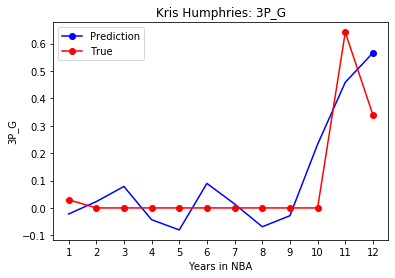 Kris Humphries: 3P_G
Prediction
True
3P_G
0.6
0.5
0.4
0.3
0.2
0.1
0.0
−0.1
1 2 3 4 5 6 7 8 9 10 11 12
Years in NBA